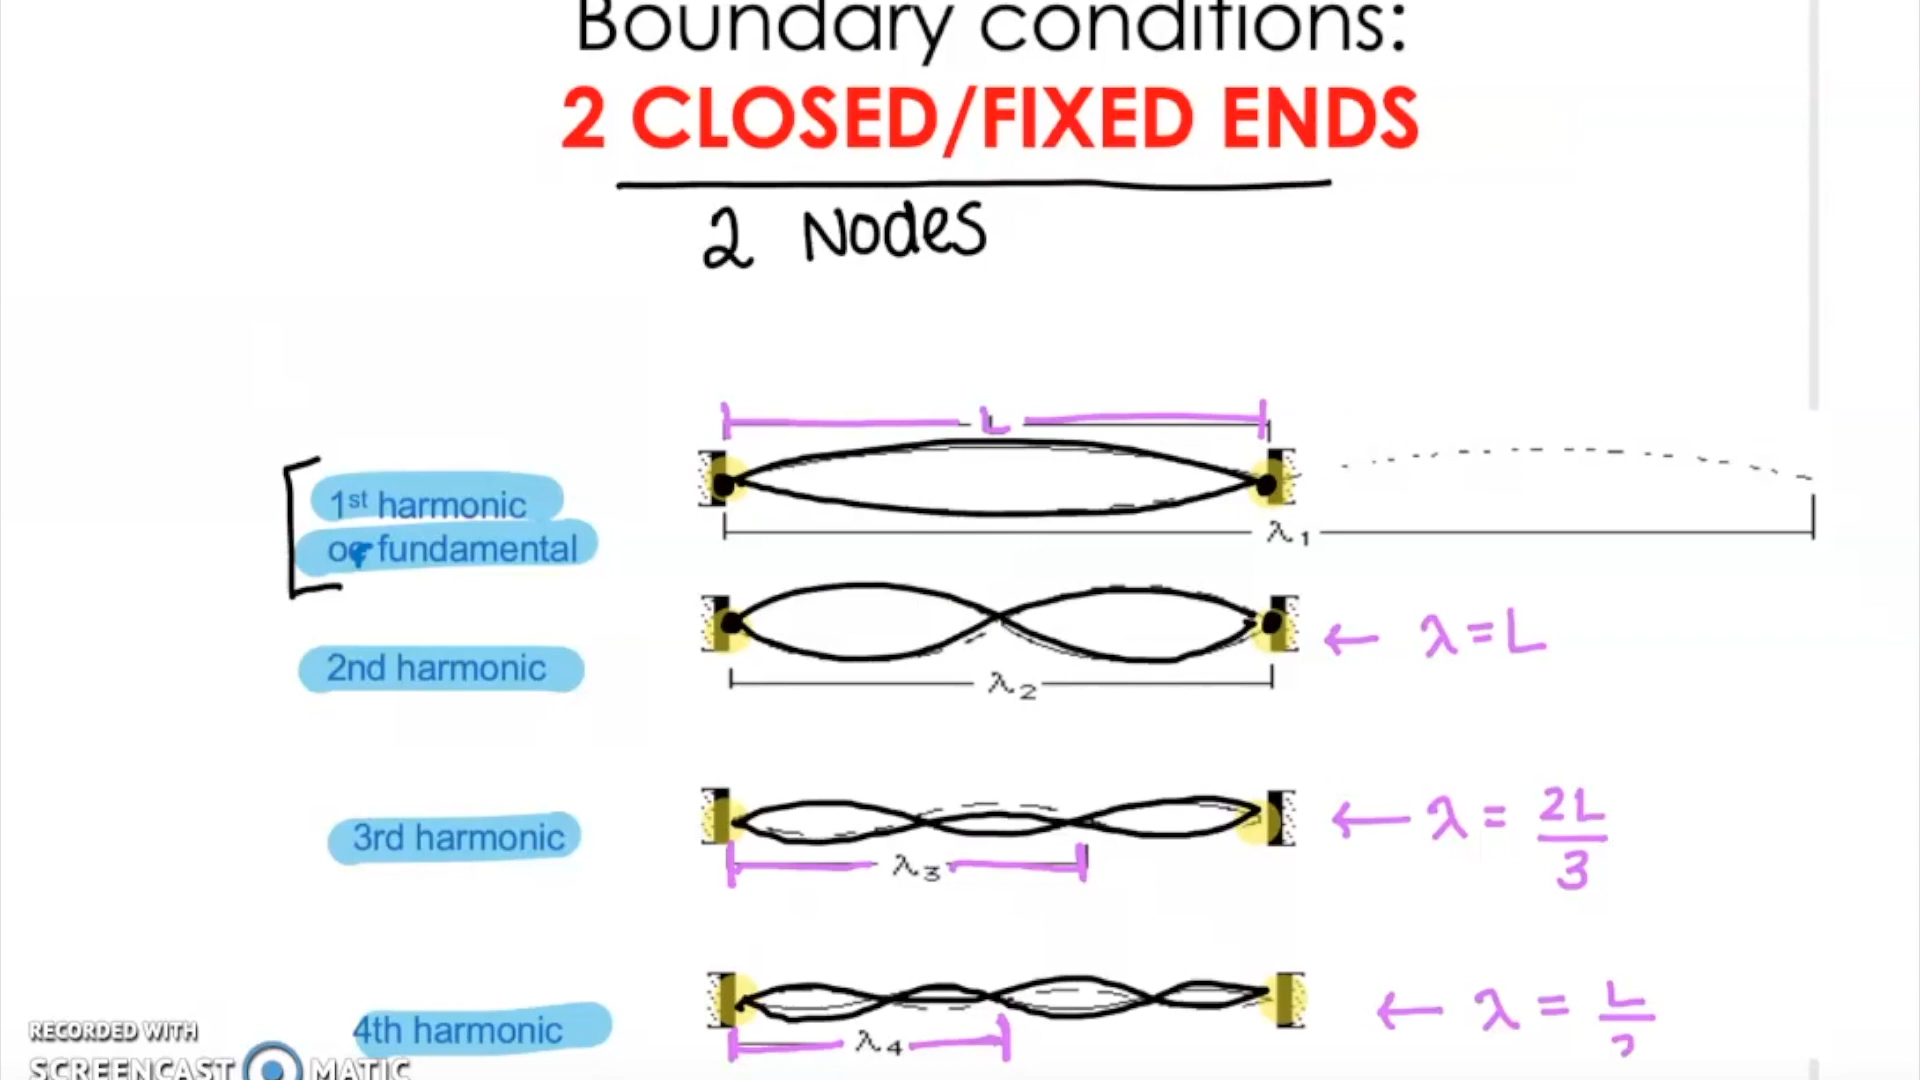 Boundary conditions:
2 CLOSED/FIXED ENDS
2 Nodes
L
1st harmonic
or fundamental
λ1
2nd harmonic
← λ = L
λ2
3rd harmonic
← λ = 2L/3
λ3
4th harmonic
← λ = L/2
λ4
RECORDED WITH
SCREENCAST MATIC